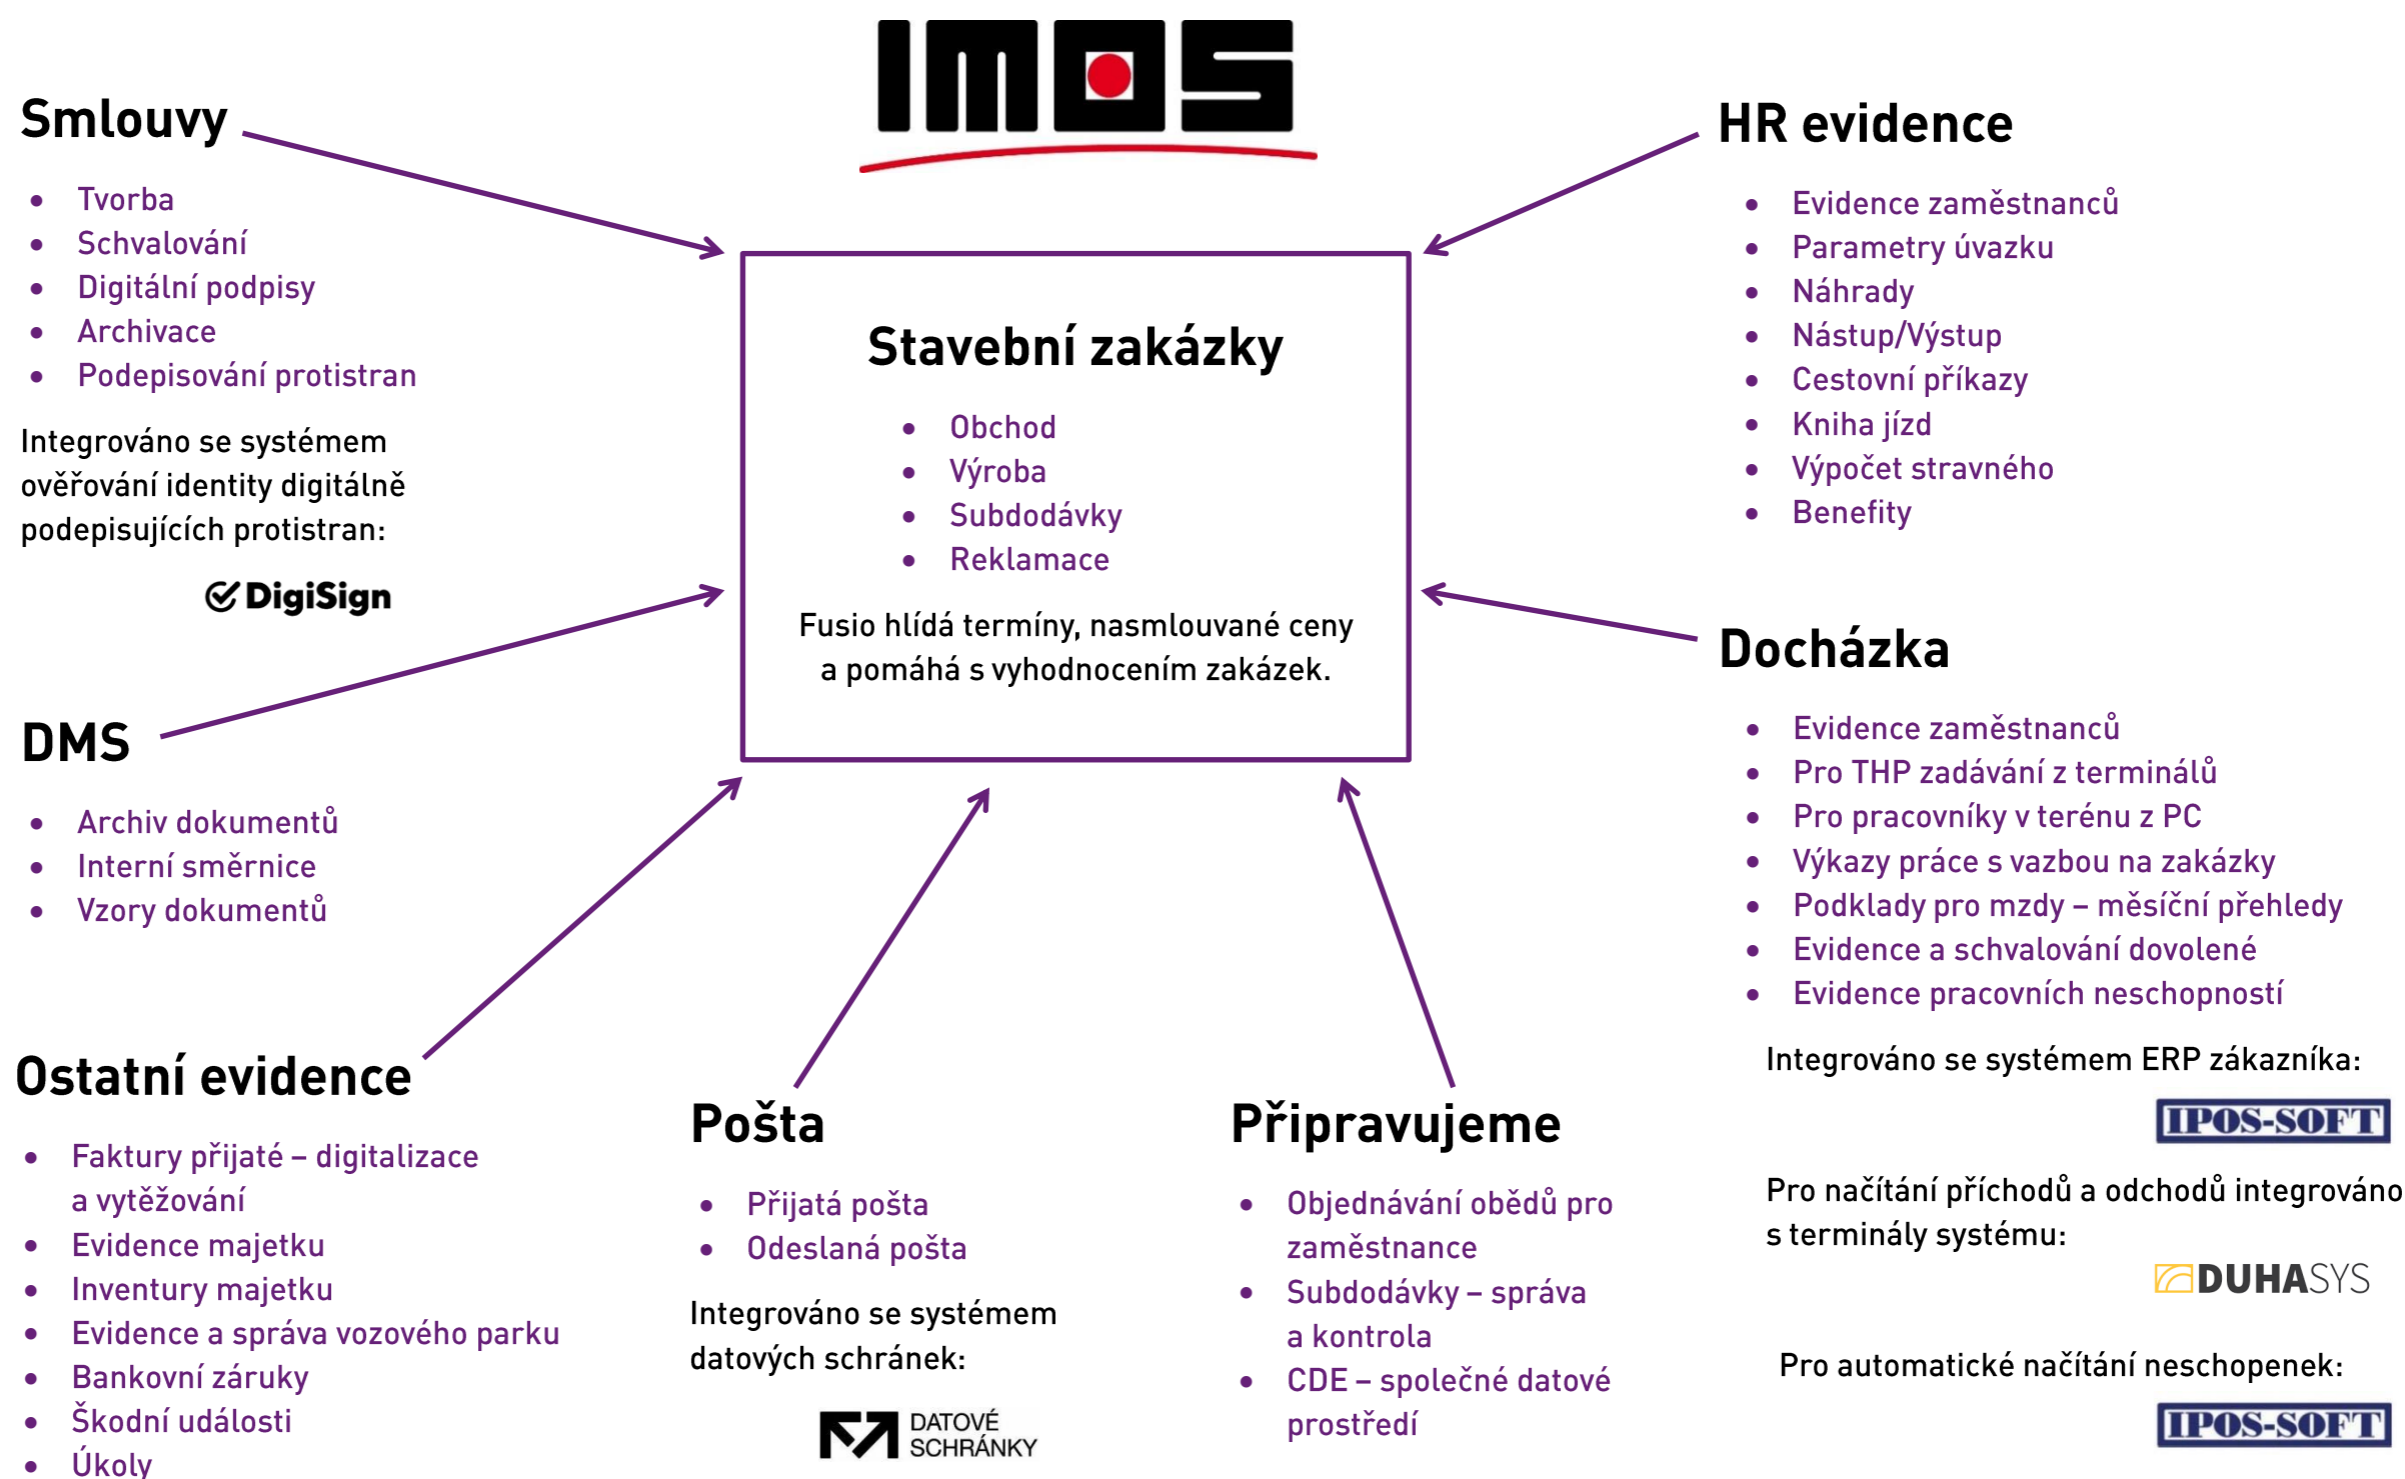 IMOS
Smlouvy
Tvorba
Schvalování
Digitální podpisy
Archivace
Podepisování protistran
Integrováno se systémem
ověřování identity digitálně
podepisujících protistran:
DigiSign
DMS
Archiv dokumentů
Interní směrnice
Vzory dokumentů
Ostatní evidence
Faktury přijaté – digitalizace
a vytěžování
Evidence majetku
Inventury majetku
Evidence a správa vozového parku
Bankovní záruky
Škodní události
Úkoly
Stavební zakázky
Obchod
Výroba
Subdodávky
Reklamace
Fusio hlídá termíny, nasmlouvané ceny
a pomáhá s vyhodnocením zakázek.
Pošta
Přijatá pošta
Odeslaná pošta
Integrováno se systémem
datových schránek:
DATOVÉ
SCHRÁNKY
Připravujeme
Objednávání obědů pro
zaměstnance
Subdodávky – správa
a kontrola
CDE – společné datové
prostředí
HR evidence
Evidence zaměstnanců
Parametry úvazku
Náhrady
Nástup/Výstup
Cestovní příkazy
Kniha jízd
Výpočet stravného
Benefity
Docházka
Evidence zaměstnanců
Pro THP zadávání z terminálů
Pro pracovníky v terénu z PC
Výkazy práce s vazbou na zakázky
Podklady pro mzdy – měsíční přehledy
Evidence a schvalování dovolené
Evidence pracovních neschopností
Integrováno se systémem ERP zákazníka:
IPOS-SOFT
Pro načítání příchodů a odchodů integrováno
s terminály systému:
DUHASYS
Pro automatické načítání neschopenek:
IPOS-SOFT